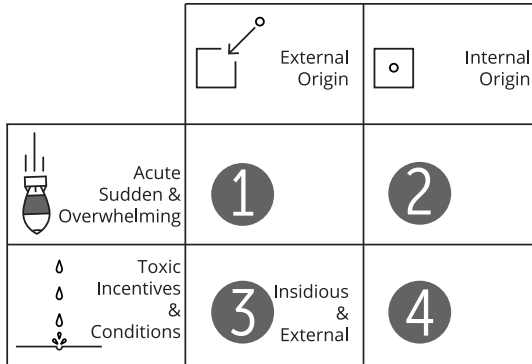 External
Origin
Internal
Origin
Acute
Sudden &
Overwhelming
1
2
Toxic
Incentives
&
Conditions
3
Insidious
&
External
4